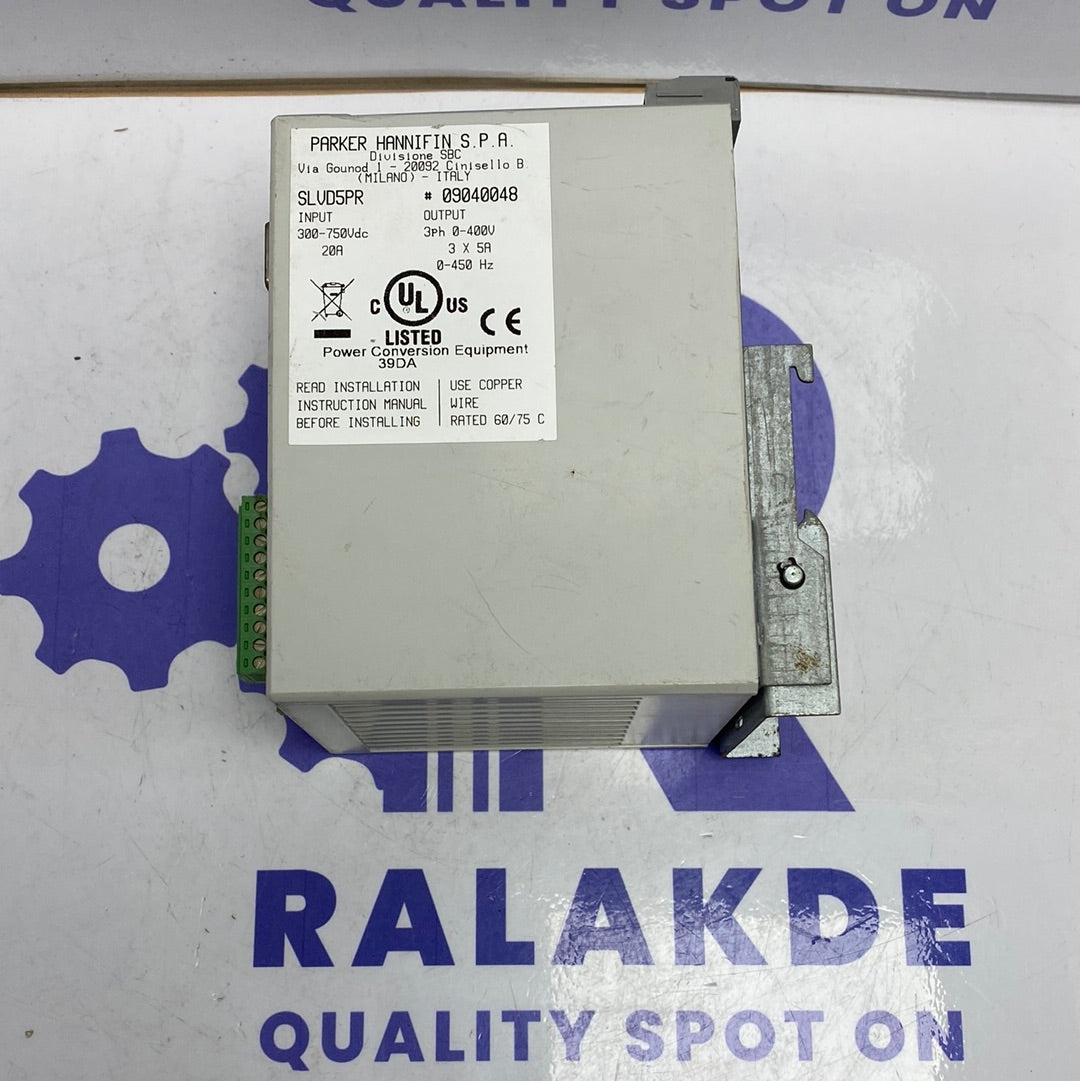 QUALITY SPOT ON
PARKER HANNIFIN S.P.A.
Divisione SBC
Via Gounod 1 - 20092 Cinisello B.
(MILANO) - ITALY
SLVD5PR # 09040048
INPUT OUTPUT
300-750Vdc 3ph 0-400V
20A 3 X 5A
0-450 Hz
C UL US
CE
LISTED
Power Conversion Equipment
39DA
READ INSTALLATION USE COPPER
INSTRUCTION MANUAL WIRE
BEFORE INSTALLING RATED 60/75 C
RALAKDE
QUALITY SPOT ON